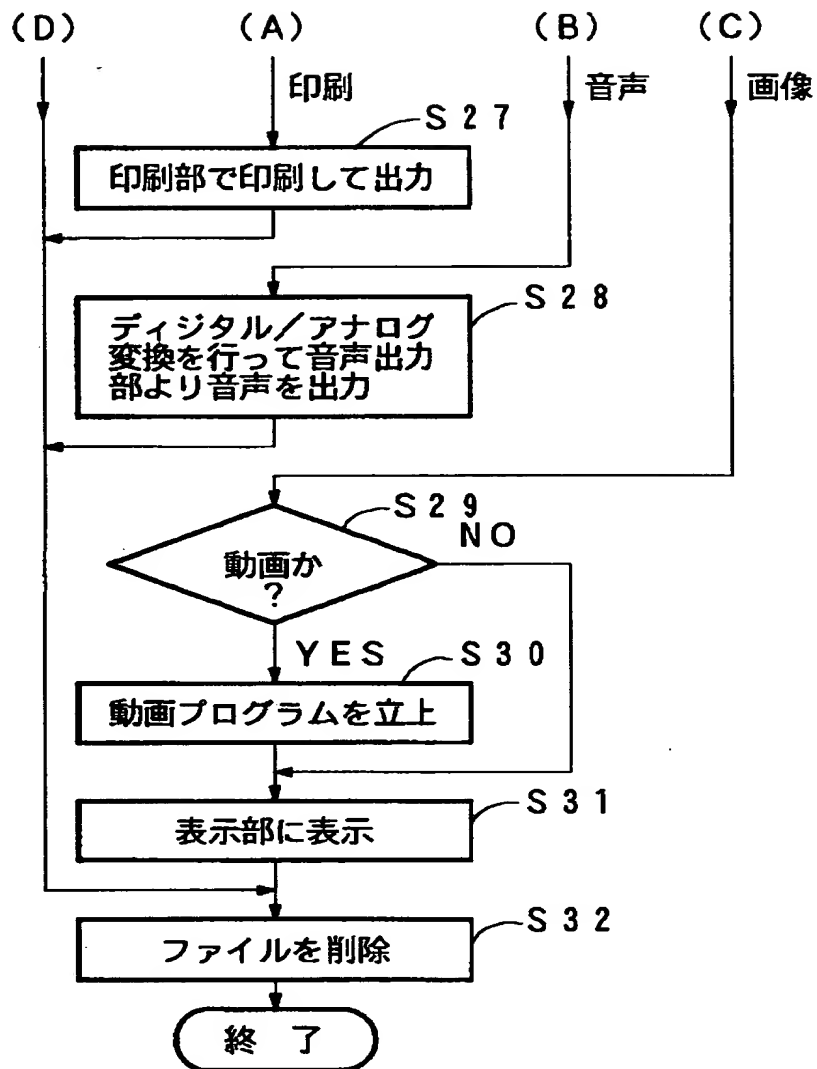 (D)
(A)
(B)
(C)
印刷
音声
画像
S27
印刷部で印刷して出力
S28
ディジタル/アナログ
変換を行って音声出力
部より音声を出力
S29
動画か
?
NO
YES
S30
動画プログラムを立上
S31
表示部に表示
S32
ファイルを削除
終了